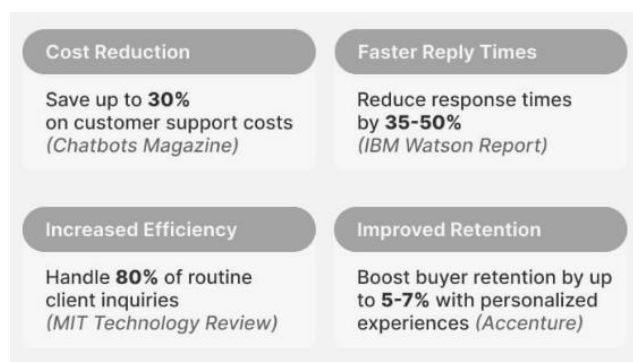 Cost Reduction
Save up to 30%
on customer support costs
(Chatbots Magazine)
Faster Reply Times
Reduce response times
by 35-50%
(IBM Watson Report)
Increased Efficiency
Handle 80% of routine
client inquiries
(MIT Technology Review)
Improved Retention
Boost buyer retention by up
to 5-7% with personalized
experiences (Accenture)